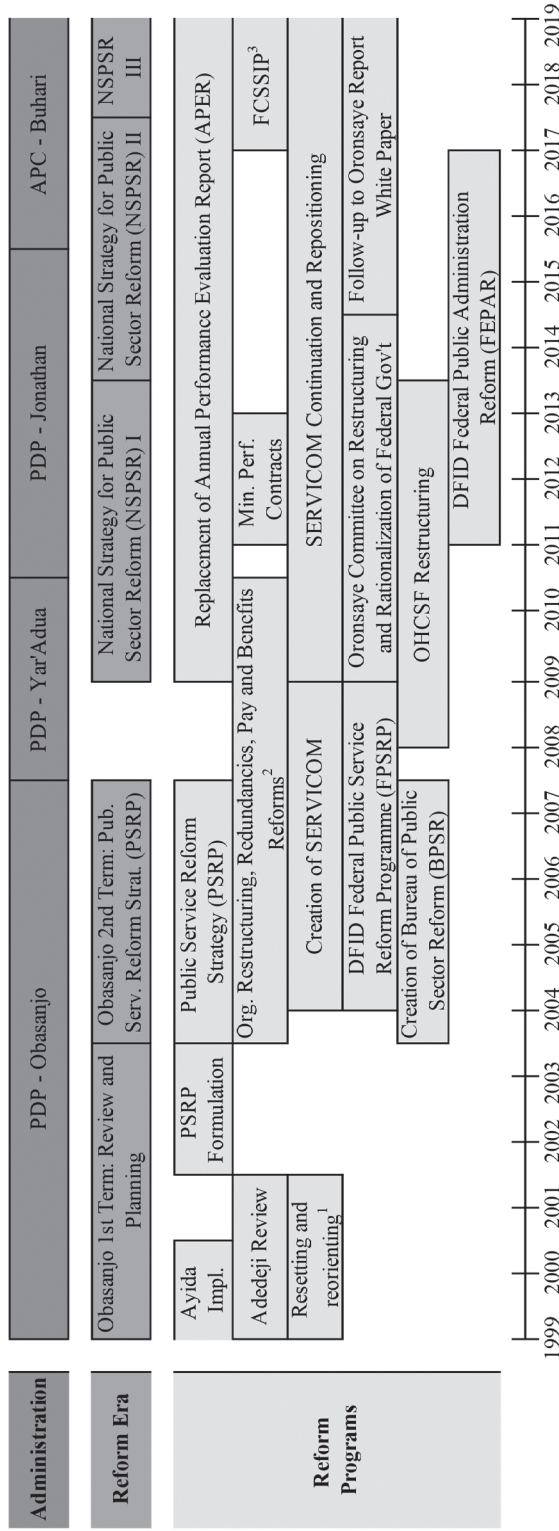 Administration
PDP - Obasanjo
PDP - Yar'Adua
PDP - Jonathan
APC - Buhari
Reform Era
Obasanjo 1st Term: Review and
Planning
Obasanjo 2nd Term: Pub.
Serv. Reform Strat. (PSRP)
National Strategy for Public
Sector Reform (NSPSR) I
National Strategy for Public
Sector Reform (NSPSR) II
NSPSR
III
Reform
Programs
Ayida
Impl.
PSRP
Formulation
Public Service Reform
Strategy (PSRP)
Replacement of Annual Performance Evaluation Report (APER)
Adedeji Review
Org. Restructuring, Redundancies, Pay and Benefits
Reforms2
Min. Perf.
Contracts
FCSSIP3
Resetting and
reorienting1
Creation of SERVICOM
SERVICOM Continuation and Repositioning
DFID Federal Public Service
Reform Programme (FPSRP)
Oronsaye Committee on Restructuring
and Rationalization of Federal Gov't
Follow-up to Oronsaye Report
White Paper
Creation of Bureau of Public
Sector Reform (BPSR)
OHCSF Restructuring
DFID Federal Public Administration
Reform (FEPAR)
1999 2000 2001 2002 2003 2004 2005 2006 2007 2008 2009 2010 2011 2012 2013 2014 2015 2016 2017 2018 2019